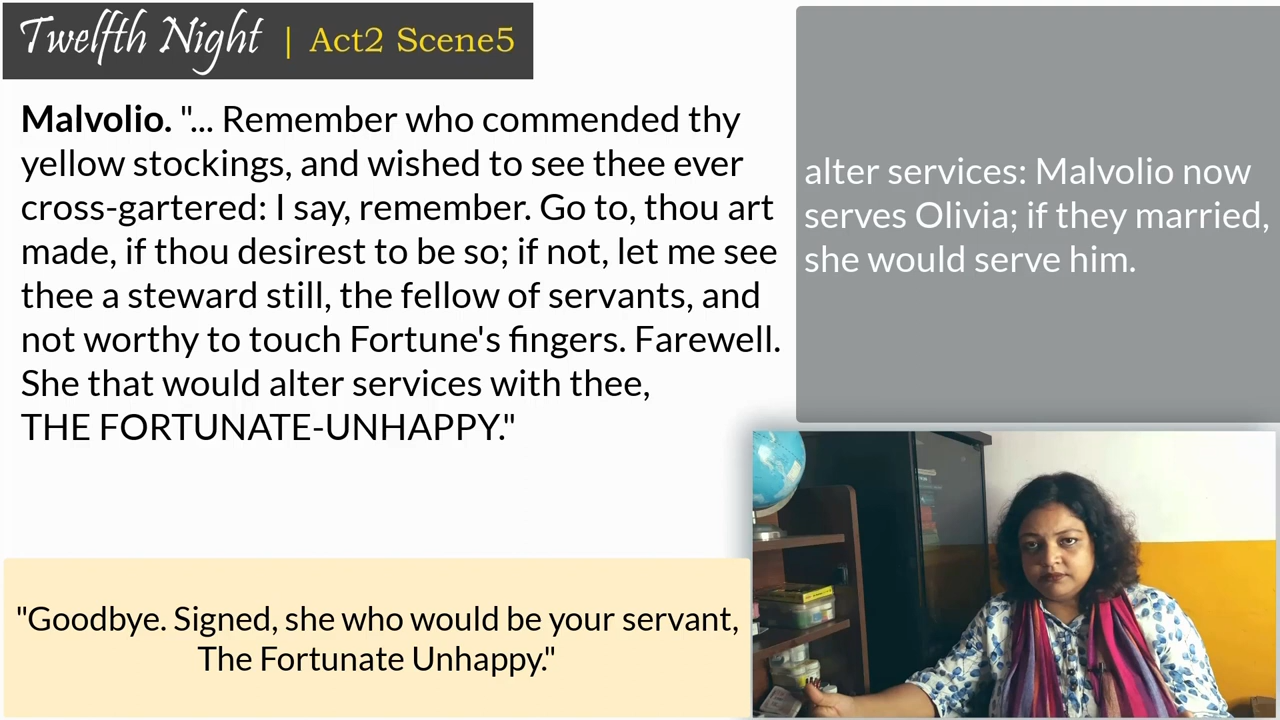 Twelfth Night | Act2 Scene5
Malvolio. "... Remember who commended thy
yellow stockings, and wished to see thee ever
cross-gartered: I say, remember. Go to, thou art
made, if thou desirest to be so; if not, let me see
thee a steward still, the fellow of servants, and
not worthy to touch Fortune's fingers. Farewell.
She that would alter services with thee,
THE FORTUNATE-UNHAPPY."
alter services: Malvolio now
serves Olivia; if they married,
she would serve him.
"Goodbye. Signed, she who would be your servant,
The Fortunate Unhappy."